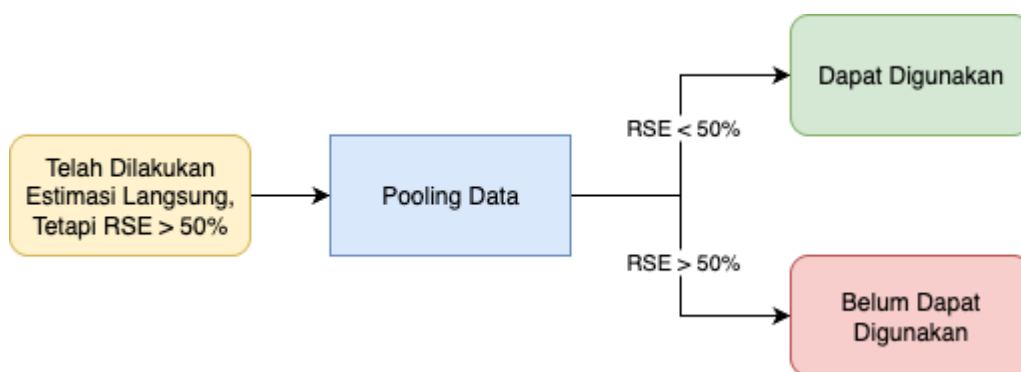 Telah Dilakukan
Estimasi Langsung,
Tetapi RSE > 50%
Pooling Data
RSE < 50%
Dapat Digunakan
RSE > 50%
Belum Dapat
Digunakan